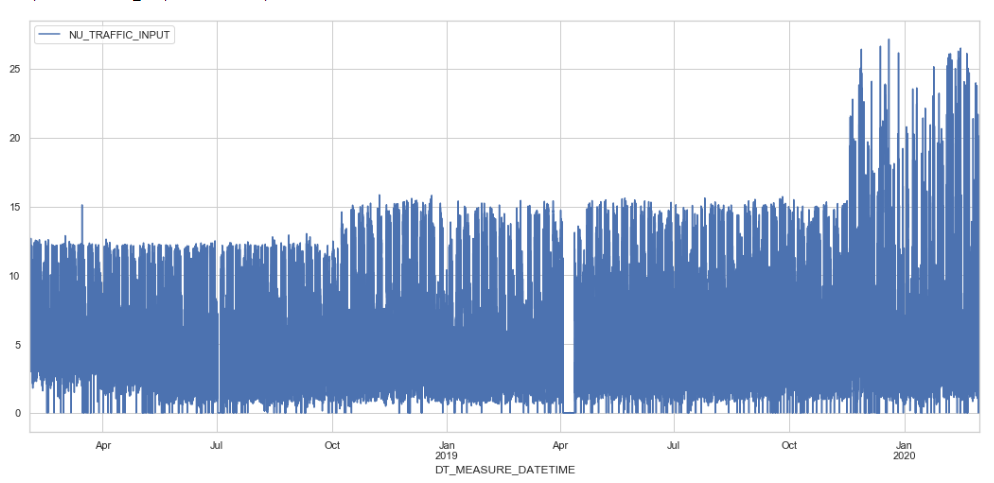 NU_TRAFFIC_INPUT
25
20
15
10
5
0
Apr Jul Oct Jan Apr Jul Oct Jan
2019 2020
DT_MEASURE_DATETIME